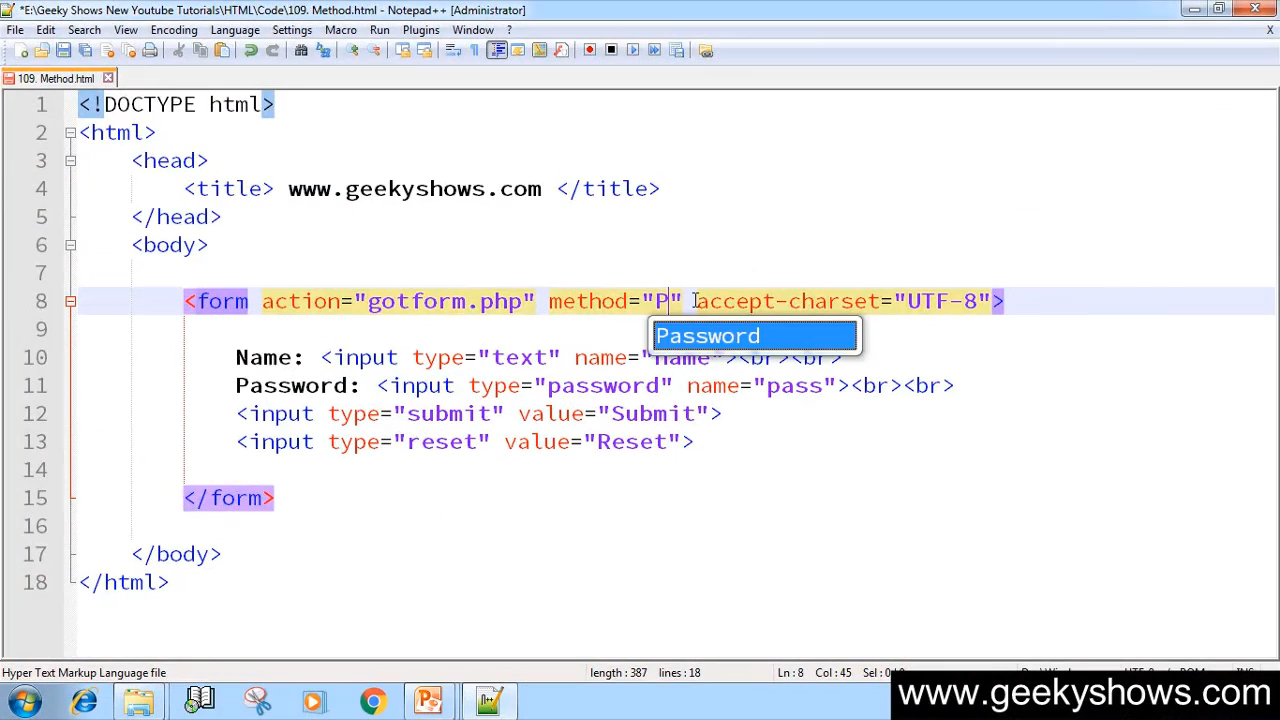 *E:\Geeky Shows New Youtube Tutorials\HTML\Code\109. Method.html - Notepad++ [Administrator]
File Edit Search View Encoding Language Settings Macro Run Plugins Window ? X
109. Method.html
1 <!DOCTYPE html>
2 <html>
3 <head>
4 <title> www.geekyshows.com </title>
5 </head>
6 <body>
7
8 <form action="gotform.php" method="P" accept-charset="UTF-8">
Password
9
10 Name: <input type="text" name="name"><br><br>
11 Password: <input type="password" name="pass"><br><br>
12 <input type="submit" value="Submit">
13 <input type="reset" value="Reset">
14
15 </form>
16
17 </body>
18 </html>
Hyper Text Markup Language file length : 387 lines : 18 Ln : 8 Col : 45 Sel : 0 | 0
www.geekyshows.com